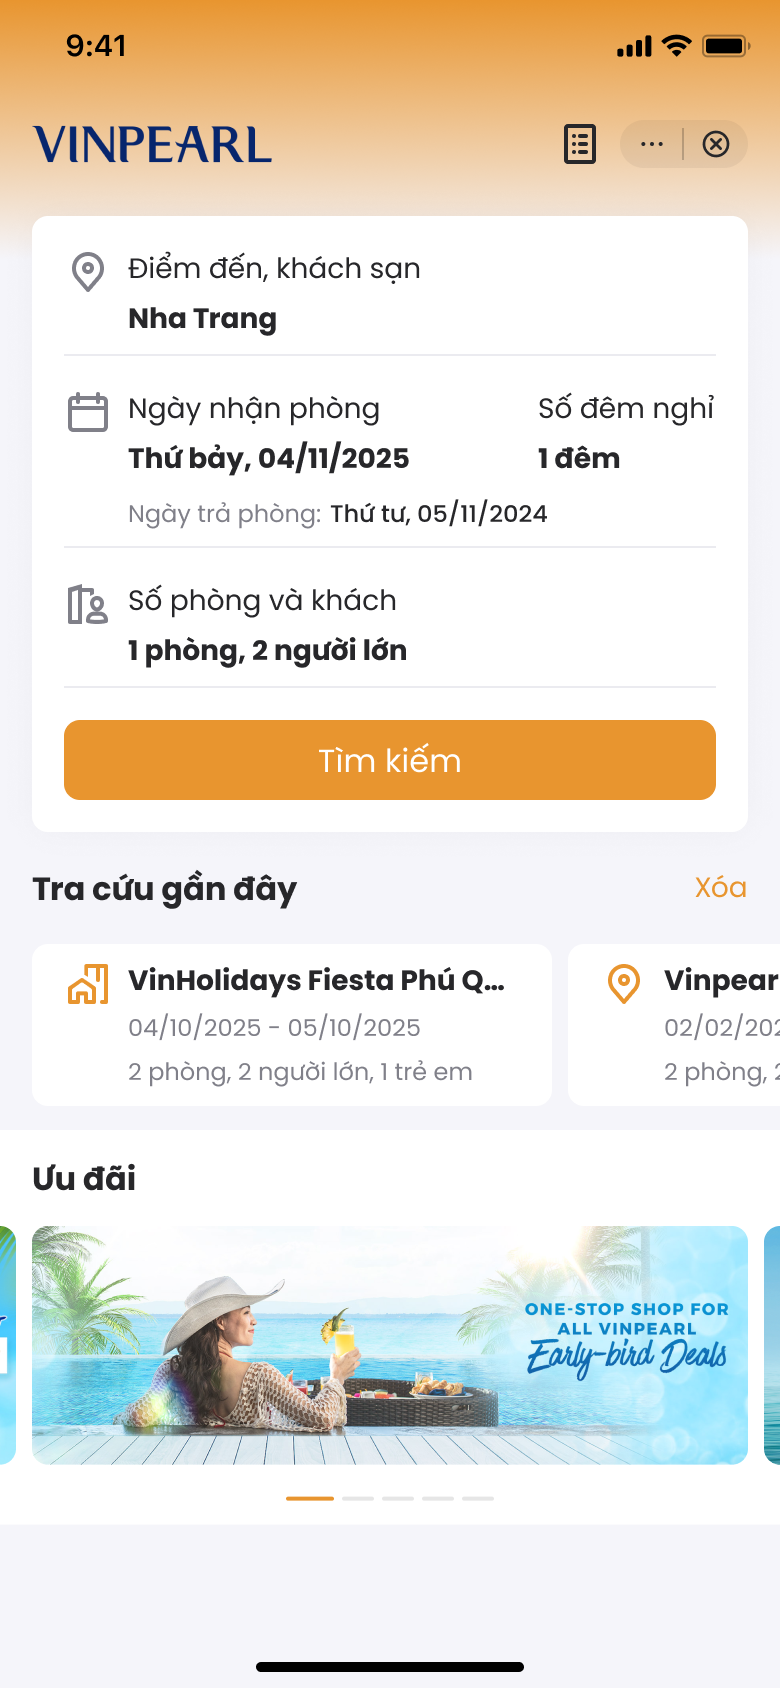 9:41
VINPEARL
Điểm đến, khách sạn
Nha Trang
Ngày nhận phòng
Số đêm nghỉ
Thứ bảy, 04/11/2025
1 đêm
Ngày trả phòng: Thứ tư, 05/11/2024
Số phòng và khách
1 phòng, 2 người lớn
Tìm kiếm
Tra cứu gần đây
Xóa
VinHolidays Fiesta Phú Q...
04/10/2025 - 05/10/2025
2 phòng, 2 người lớn, 1 trẻ em
Vinpear
02/02/202
2 phòng, 2
Ưu đãi
ONE-STOP SHOP FOR
ALL VINPEARL
Early-bird Deals